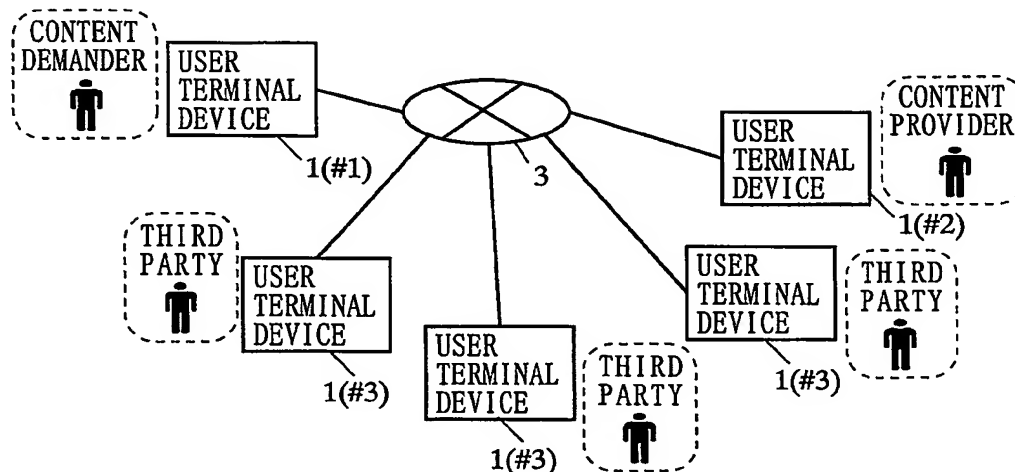 CONTENT
DEMANDER
USER
TERMINAL
DEVICE
1(#1)
3
USER
TERMINAL
DEVICE
CONTENT
PROVIDER
1(#2)
THIRD
PARTY
USER
TERMINAL
DEVICE
1(#3)
USER
TERMINAL
DEVICE
1(#3)
THIRD
PARTY
USER
TERMINAL
DEVICE
1(#3)
THIRD
PARTY